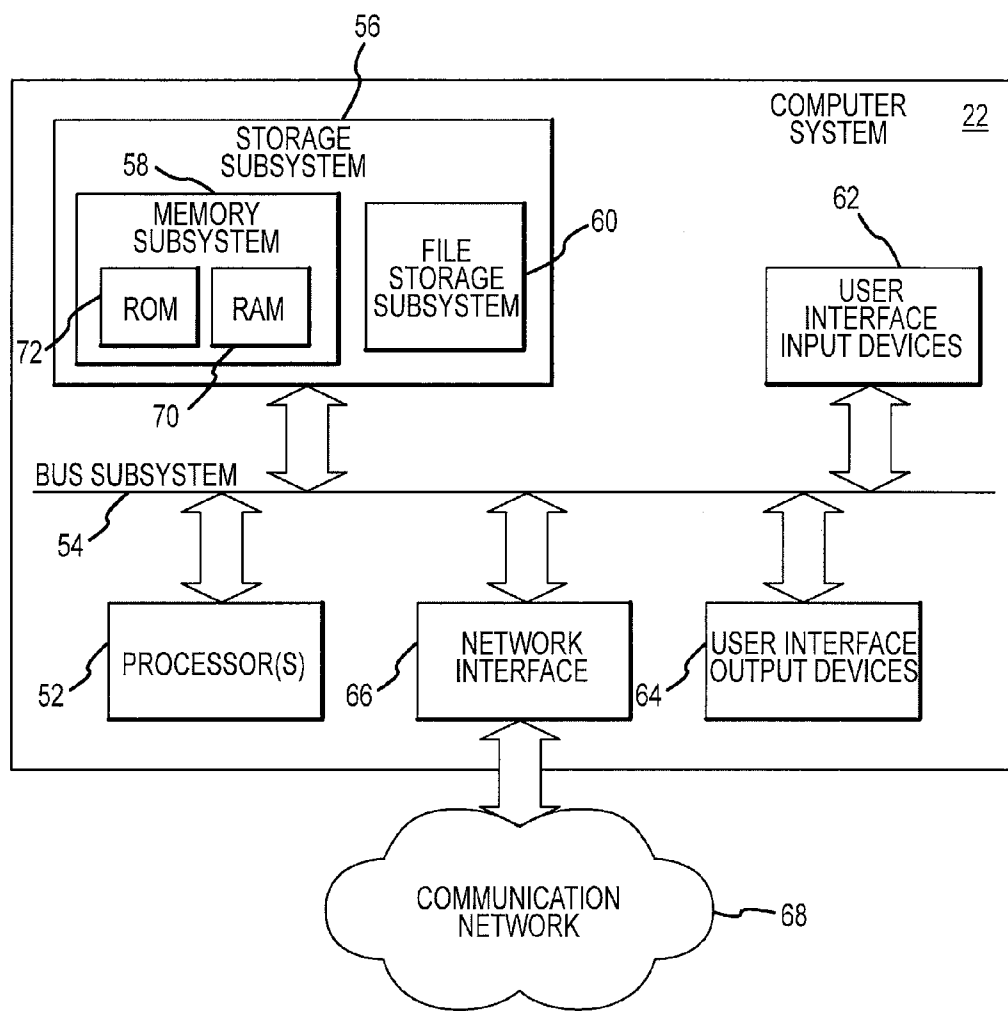 56
COMPUTER
SYSTEM
22
STORAGE
SUBSYSTEM
58
MEMORY
SUBSYSTEM
60
62
FILE
STORAGE
SUBSYSTEM
USER
INTERFACE
INPUT DEVICES
ROM
RAM
72
70
BUS SUBSYSTEM
54
PROCESSOR(S)
NETWORK
INTERFACE
USER INTERFACE
OUTPUT DEVICES
52
66
64
COMMUNICATION
NETWORK
68